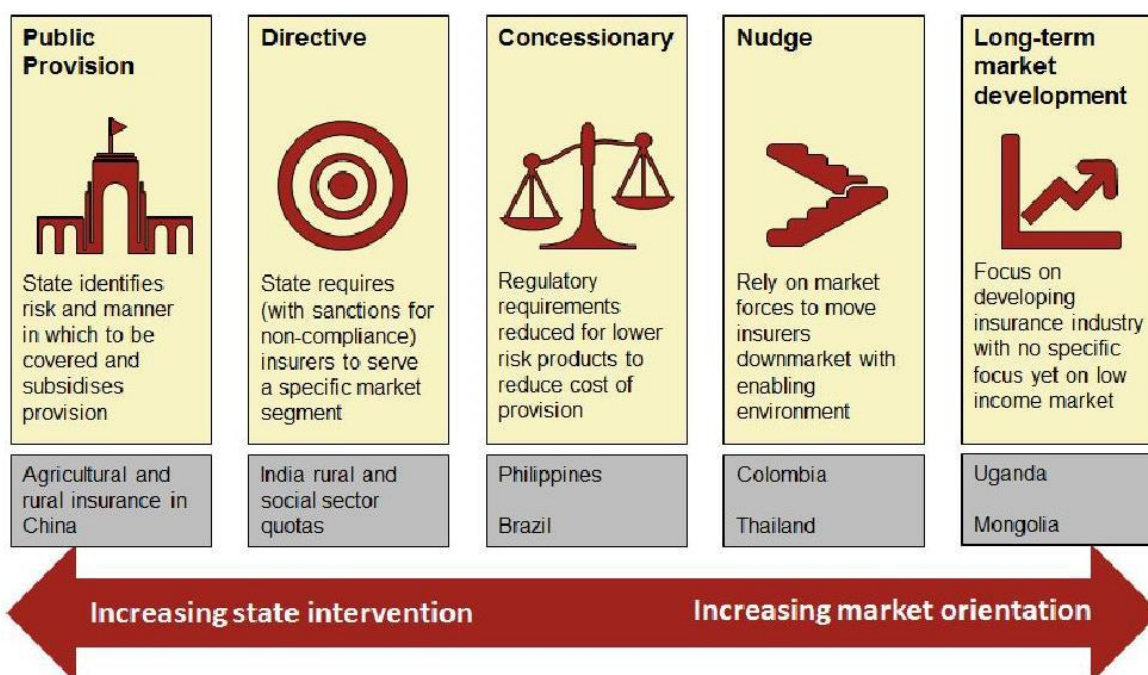 Public
Provision
State identifies
risk and manner
in which to be
covered and
subsidises
provision
Agricultural and
rural insurance in
China
Directive
State requires
(with sanctions for
non-compliance)
insurers to serve
a specific market
segment
India rural and
social sector
quotas
Concessionary
Regulatory
requirements
reduced for lower
risk products to
reduce cost of
provision
Philippines
Brazil
Nudge
Rely on market
forces to move
insurers
downmarket with
enabling
environment
Colombia
Thailand
Long-term
market
development
Focus on
developing
insurance industry
with no specific
focus yet on low
income market
Uganda
Mongolia
Increasing state intervention
Increasing market orientation